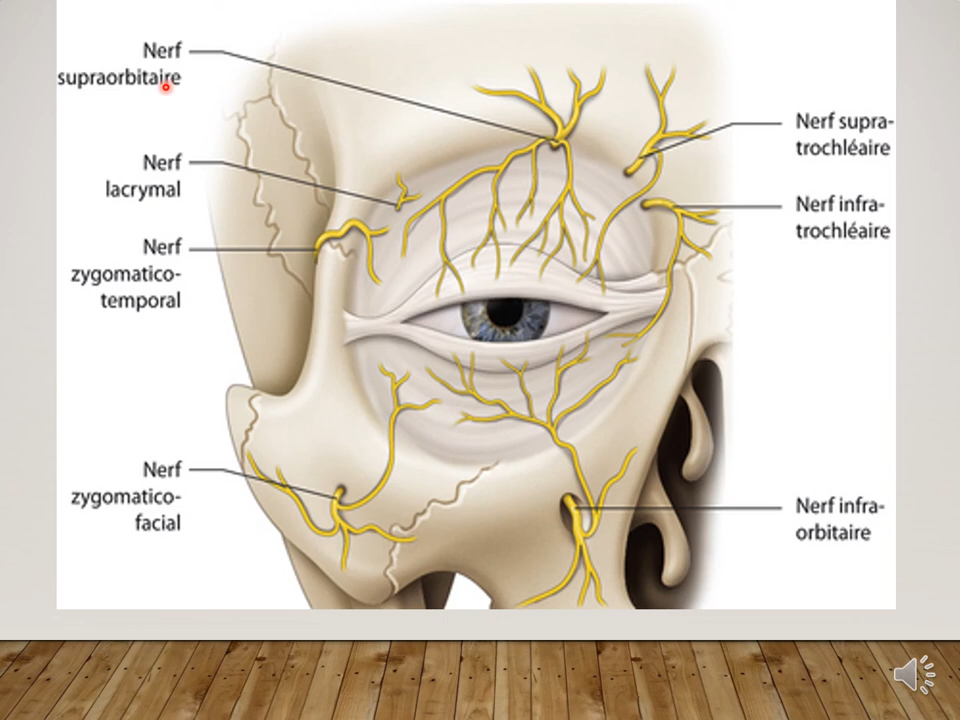 Nerf
supraorbitaire
Nerf
lacrymal
Nerf
zygomatico-
temporal
Nerf
zygomatico-
facial
Nerf supra-
trochléaire
Nerf infra-
trochléaire
Nerf infra-
orbitaire